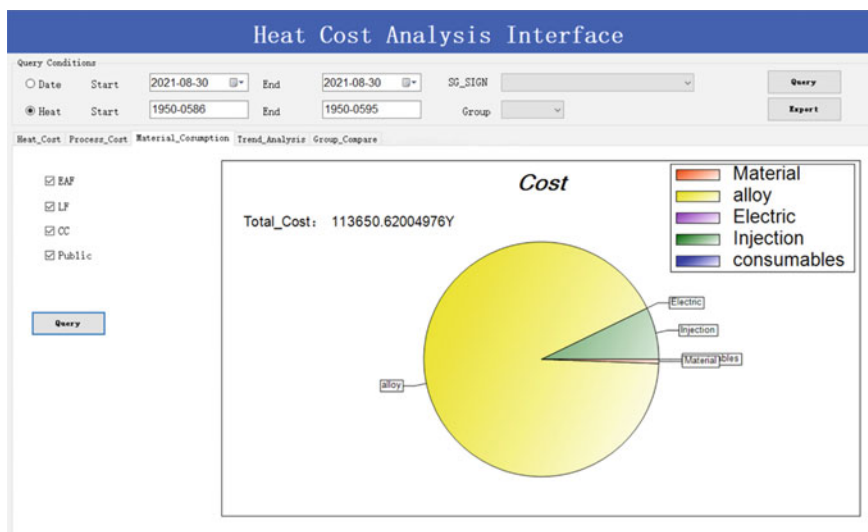 Heat Cost Analysis Interface
Query Conditions
Date Start 2021-08-30 End 2021-08-30 SG_SIGN Query
Heat Start 1950-0586 End 1950-0595 Group Export
Heat_Cost Process_Cost Material_Cosumption Trend_Analysis Group_Compare
EAF
LF
CC
Public
Query
Cost
Total_Cost: 113650.62004976Y
Material
alloy
Electric
Injection
consumables
Electric
Injection
Material bles
alloy